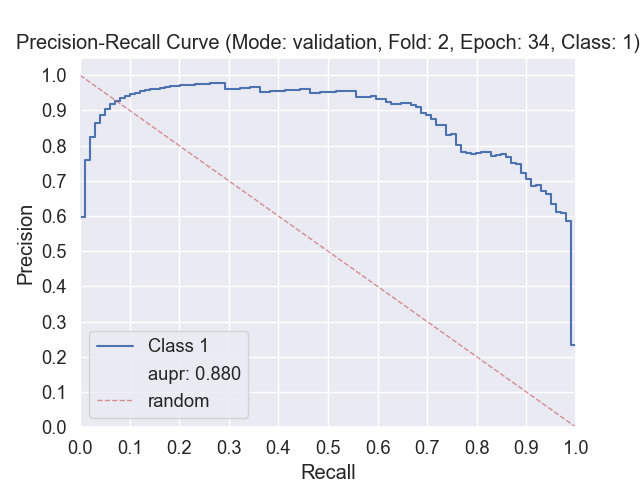 Precision-Recall Curve (Mode: validation, Fold: 2, Epoch: 34, Class: 1)
1.0
0.9
0.8
0.7
0.6
0.5
0.4
0.3
0.2
0.1
0.0
Precision
Class 1
aupr: 0.880
random
0.0 0.1 0.2 0.3 0.4 0.5 0.6 0.7 0.8 0.9 1.0
Recall